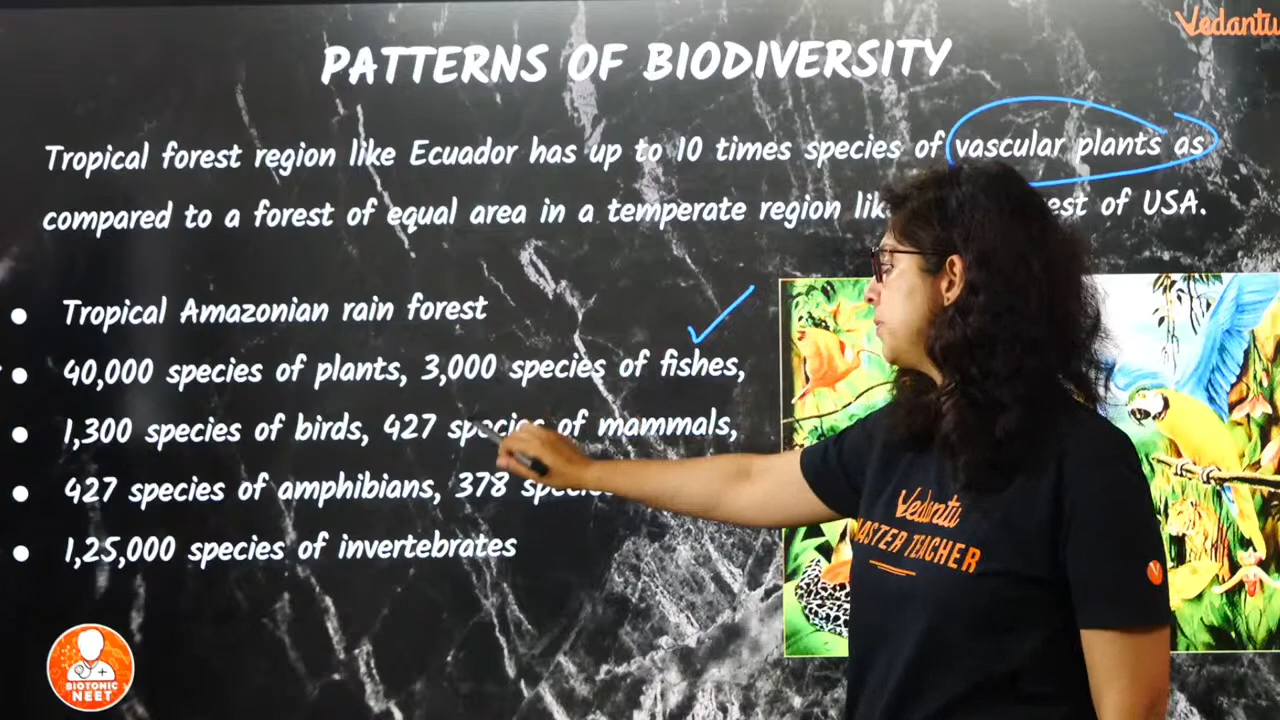 Vedantu
PATTERNS OF BIODIVERSITY
Tropical forest region like Ecuador has up to 10 times species of vascular plants as
compared to a forest of equal area in a temperate region of USA.
Tropical Amazonian rain forest
40,000 species of plants, 3,000 species of fishes,
1,300 species of birds, 427 species of mammals,
427 species of amphibians, 378
1,25,000 species of invertebrates
Vedantu
MASTER TEACHER
V
BIOTONIC
NEET